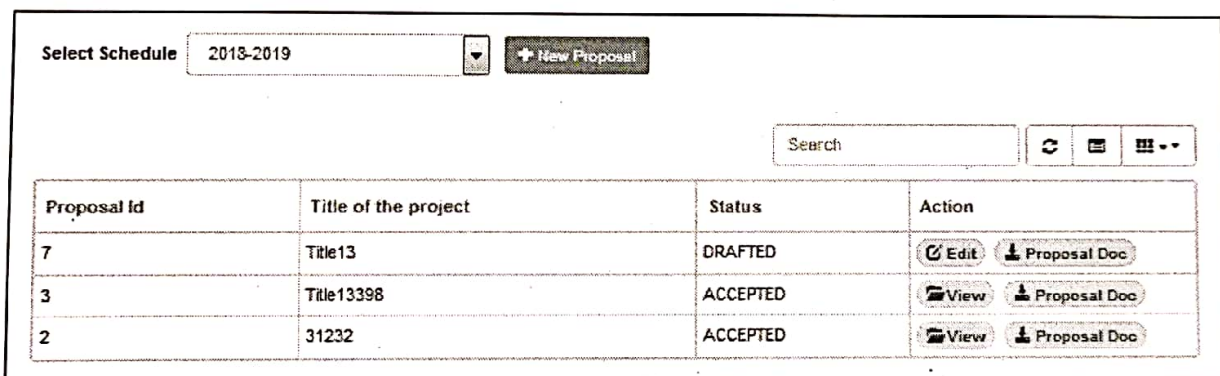 Select Schedule 2018-2019 New Proposal
Search
Proposal Id Title of the project Status Action
7 Title13 DRAFTED Edit Proposal Doc
3 Title13398 ACCEPTED View Proposal Doc
2 31232 ACCEPTED View Proposal Doc